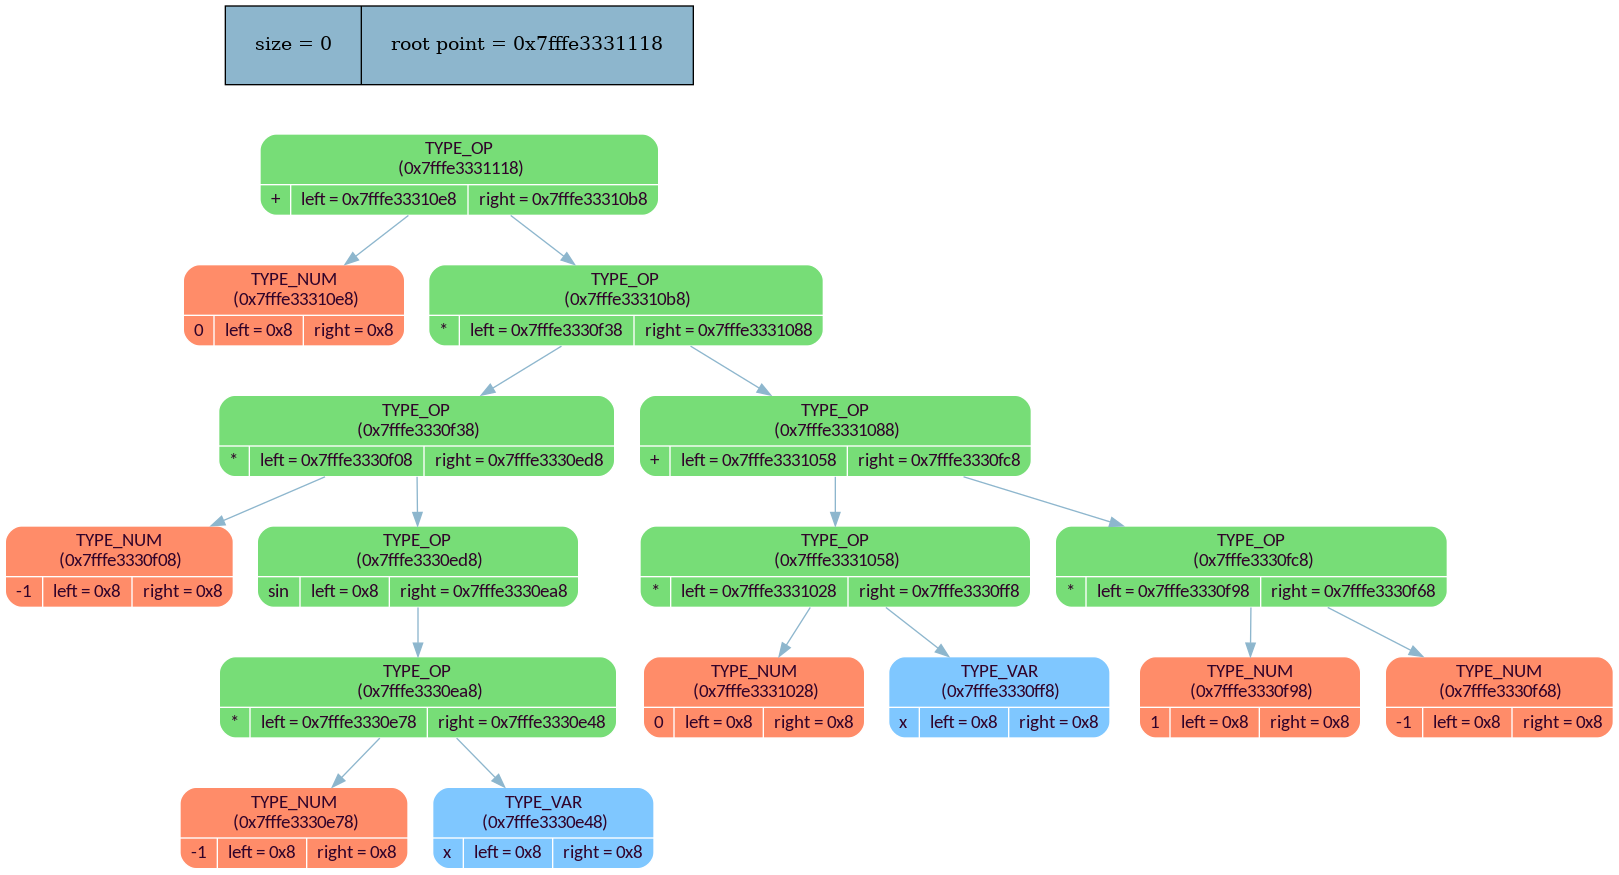 size = 0 root point = 0x7fffe3331118
TYPE_OP
(0x7fffe3331118)
+ left = 0x7fffe33310e8 right = 0x7fffe33310b8
TYPE_NUM
(0x7fffe33310e8)
0 left = 0x8 right = 0x8
TYPE_OP
(0x7fffe33310b8)
* left = 0x7fffe3330f38 right = 0x7fffe3331088
TYPE_OP
(0x7fffe3330f38)
* left = 0x7fffe3330f08 right = 0x7fffe3330ed8
TYPE_OP
(0x7fffe3331088)
+ left = 0x7fffe3331058 right = 0x7fffe3330fc8
TYPE_NUM
(0x7fffe3330f08)
-1 left = 0x8 right = 0x8
TYPE_OP
(0x7fffe3330ed8)
sin left = 0x8 right = 0x7fffe3330ea8
TYPE_OP
(0x7fffe3331058)
* left = 0x7fffe3331028 right = 0x7fffe3330ff8
TYPE_OP
(0x7fffe3330fc8)
* left = 0x7fffe3330f98 right = 0x7fffe3330f68
TYPE_OP
(0x7fffe3330ea8)
* left = 0x7fffe3330e78 right = 0x7fffe3330e48
TYPE_NUM
(0x7fffe3331028)
0 left = 0x8 right = 0x8
TYPE_VAR
(0x7fffe3330ff8)
x left = 0x8 right = 0x8
TYPE_NUM
(0x7fffe3330f98)
1 left = 0x8 right = 0x8
TYPE_NUM
(0x7fffe3330f68)
-1 left = 0x8 right = 0x8
TYPE_NUM
(0x7fffe3330e78)
-1 left = 0x8 right = 0x8
TYPE_VAR
(0x7fffe3330e48)
x left = 0x8 right = 0x8